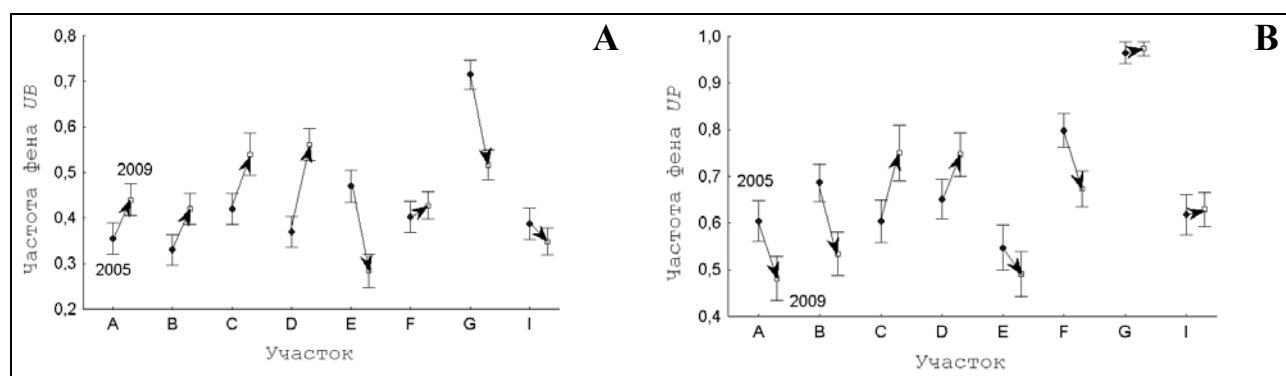 A
Частота фена UB
0,8
0,7
0,6
0,5
0,4
0,3
0,2
2009
2005
A B C D E F G I
Участок
B
Частота фена UP
1,0
0,9
0,8
0,7
0,6
0,5
0,4
2005
2009
A B C D E F G I
Участок